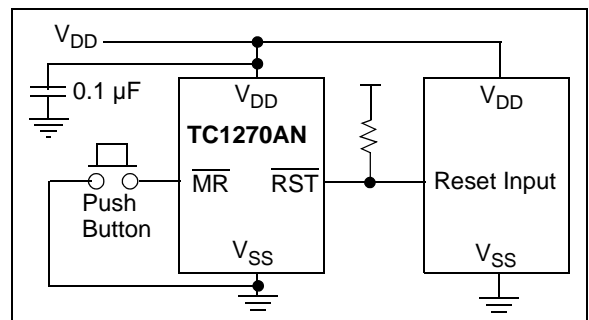 VDD
0.1 µF
VDD
TC1270AN
MR RST
Push
Button
VSS
VDD
Reset Input
VSS